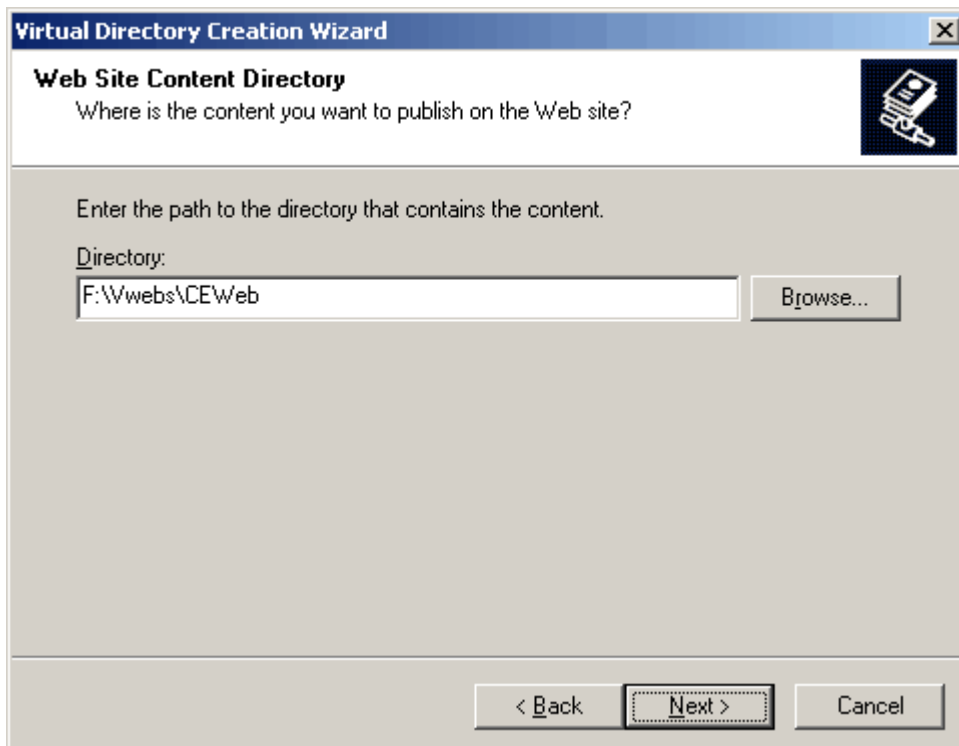 Virtual Directory Creation Wizard
Web Site Content Directory
Where is the content you want to publish on the Web site?
Enter the path to the directory that contains the content.
Directory:
F:\Vwebs\CEWeb
Browse...
< Back
Next >
Cancel